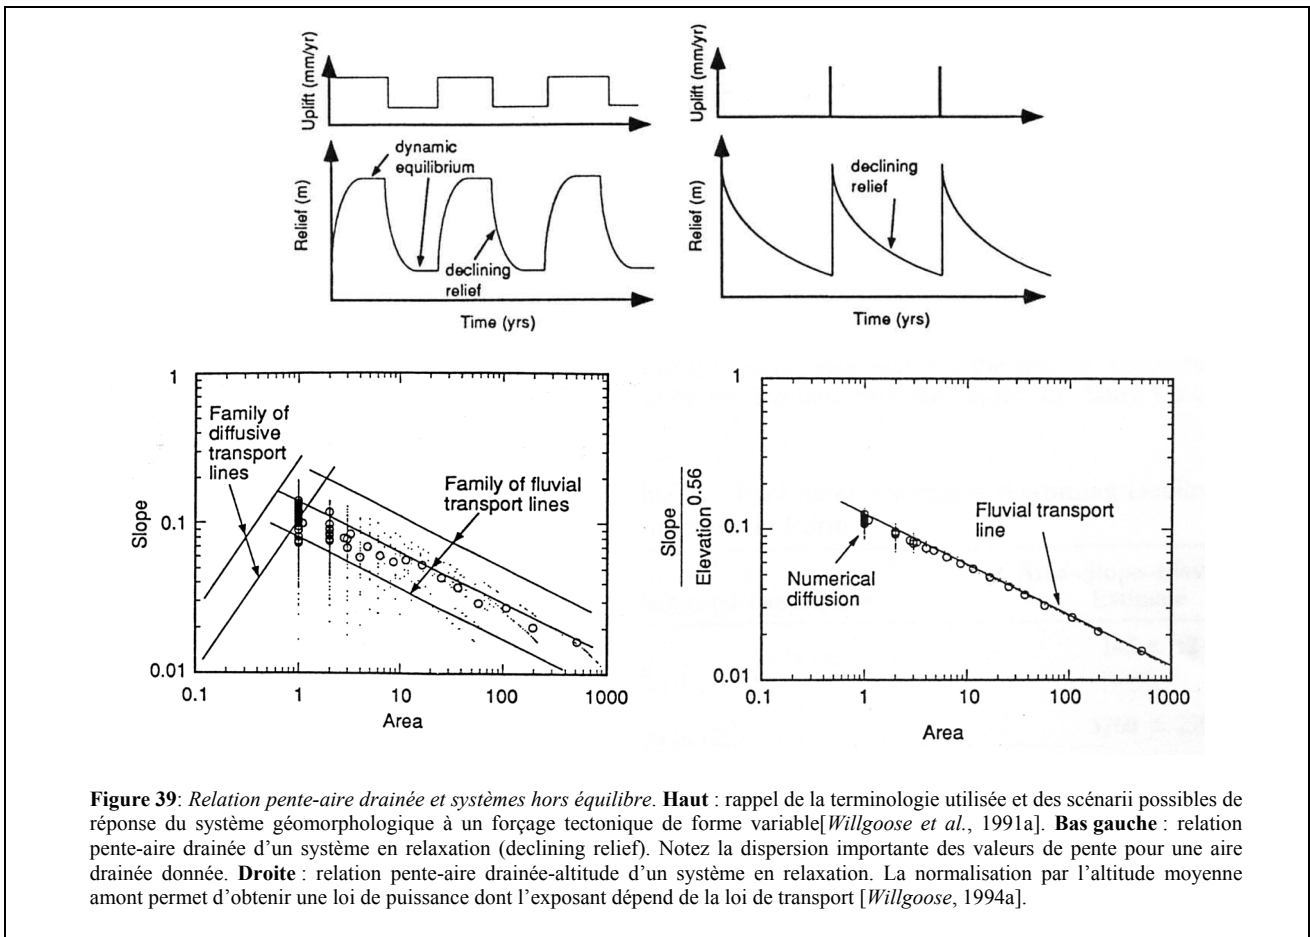 Uplift (mm/yr)
dynamic
equilibrium
Relief (m)
declining
relief
Time (yrs)
Uplift (mm/yr)
declining
relief
Relief (m)
Time (yrs)
1
Family of
diffusive
transport
lines
Family of fluvial
transport lines
Slope
0.1
0.01
0.1 1 10 100 1000
Area
1
Slope
Elevation 0.56
0.1
Fluvial transport
line
Numerical
diffusion
0.01
0.1 1 10 100 1000
Area
Figure 39: Relation pente-aire drainée et systèmes hors équilibre. Haut : rappel de la terminologie utilisée et des scénarii possibles de
réponse du système géomorphologique à un forçage tectonique de forme variable[Willgoose et al., 1991a]. Bas gauche : relation
pente-aire drainée d’un système en relaxation (declining relief). Notez la dispersion importante des valeurs de pente pour une aire
drainée donnée. Droite : relation pente-aire drainée-altitude d’un système en relaxation. La normalisation par l’altitude moyenne
amont permet d’obtenir une loi de puissance dont l’exposant dépend de la loi de transport [Willgoose, 1994a].